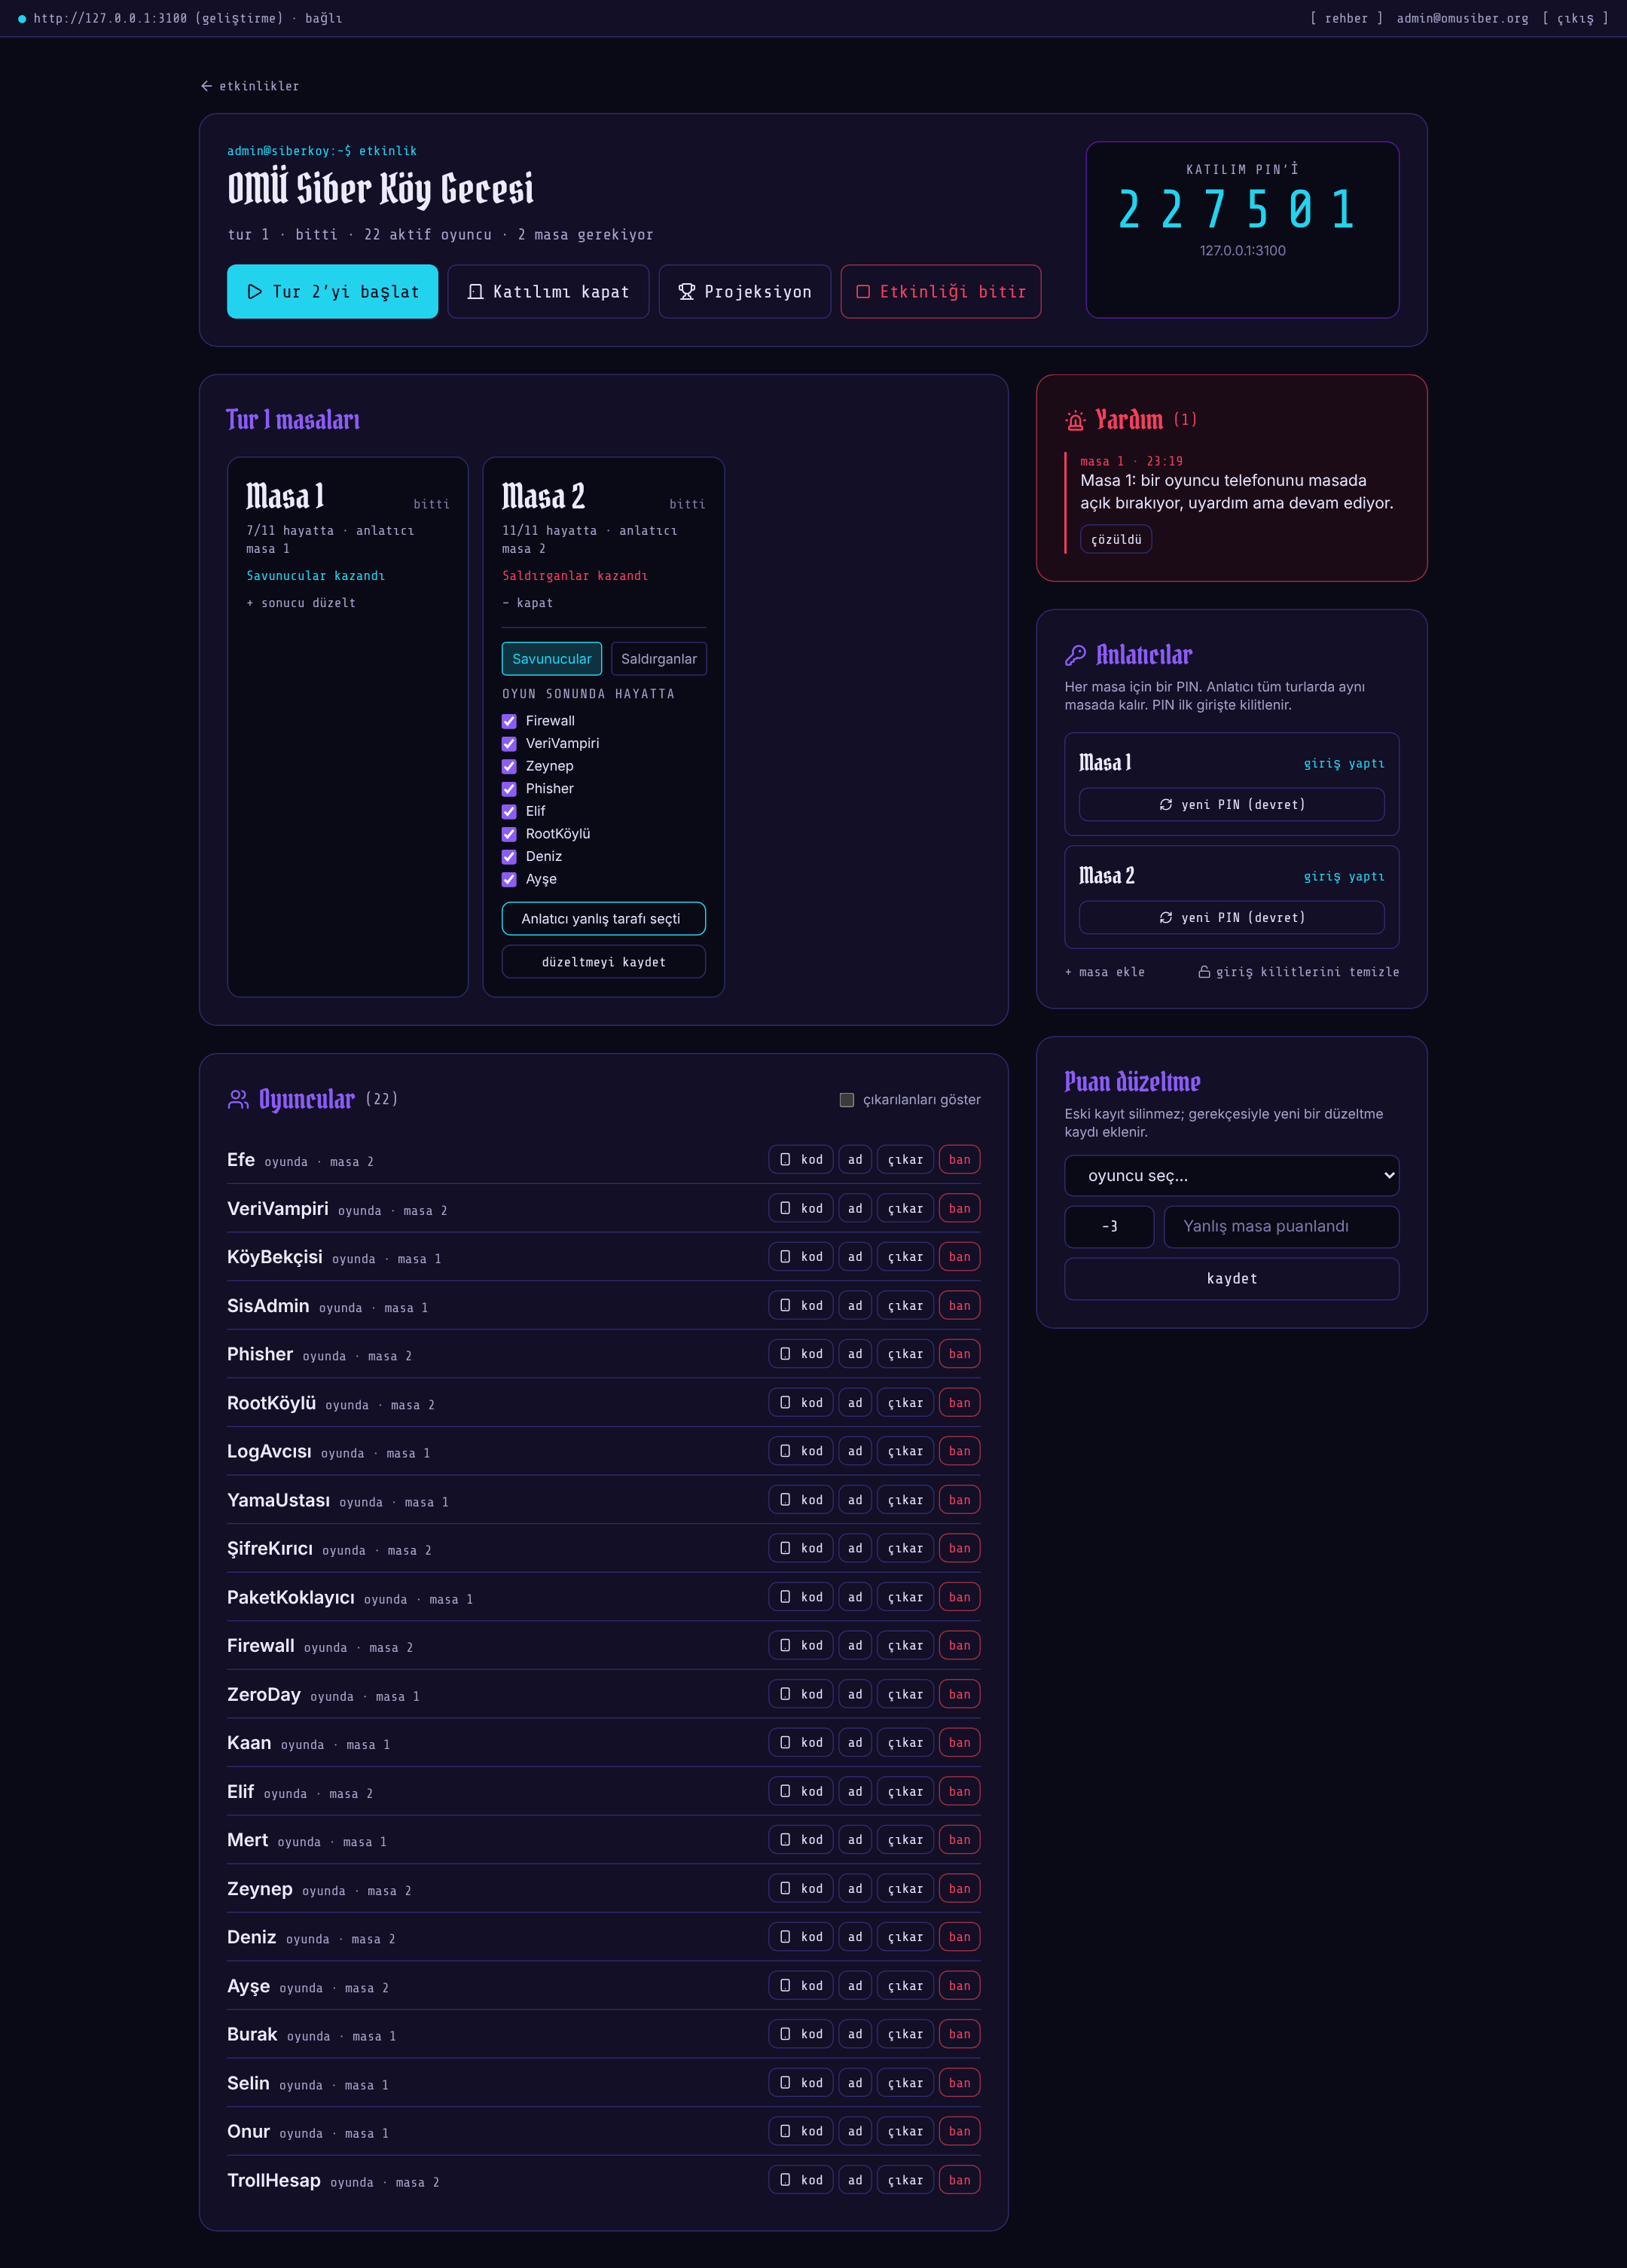 http://127.0.0.1:3100 (geliştirme) · bağlı
[ rehber ] admin@omusiber.org [ çıkış ]
← etkinlikler
admin@siberkoy:~$ etkinlik
OMÜ Siber Köy Gecesi
tur 1 · bitti · 22 aktif oyuncu · 2 masa gerekiyor
Tur 2’yi başlat
Katılımı kapat
Projeksiyon
Etkinliği bitir
KATILIM PIN’İ
227501
127.0.0.1:3100
Tur 1 masaları
Masa 1 bitti
7/11 hayatta · anlatıcı
masa 1
Savunucular kazandı
+ sonucu düzelt
Masa 2 bitti
11/11 hayatta · anlatıcı
masa 2
Saldırganlar kazandı
− kapat
Savunucular Saldırganlar
OYUN SONUNDA HAYATTA
Firewall
VeriVampiri
Zeynep
Phisher
Elif
RootKöylü
Deniz
Ayşe
Anlatıcı yanlış tarafı seçti
düzeltmeyi kaydet
Yardım (1)
masa 1 · 23:19
Masa 1: bir oyuncu telefonunu masada
açık bırakıyor, uyardım ama devam ediyor.
çözüldü
Anlatıcılar
Her masa için bir PIN. Anlatıcı tüm turlarda aynı
masada kalır. PIN ilk girişte kilitlenir.
Masa 1 giriş yaptı
yeni PIN (devret)
Masa 2 giriş yaptı
yeni PIN (devret)
+ masa ekle giriş kilitlerini temizle
Puan düzeltme
Eski kayıt silinmez; gerekçesiyle yeni bir düzeltme
kaydı eklenir.
oyuncu seç...
-3 Yanlış masa puanlandı
kaydet
Oyuncular (22) çıkarılanları göster
Efe oyunda · masa 2 kod ad çıkar ban
VeriVampiri oyunda · masa 2 kod ad çıkar ban
KöyBekçisi oyunda · masa 1 kod ad çıkar ban
SisAdmin oyunda · masa 1 kod ad çıkar ban
Phisher oyunda · masa 2 kod ad çıkar ban
RootKöylü oyunda · masa 2 kod ad çıkar ban
LogAvcısı oyunda · masa 1 kod ad çıkar ban
YamaUstası oyunda · masa 1 kod ad çıkar ban
ŞifreKırıcı oyunda · masa 2 kod ad çıkar ban
PaketKoklayıcı oyunda · masa 1 kod ad çıkar ban
Firewall oyunda · masa 2 kod ad çıkar ban
ZeroDay oyunda · masa 1 kod ad çıkar ban
Kaan oyunda · masa 1 kod ad çıkar ban
Elif oyunda · masa 2 kod ad çıkar ban
Mert oyunda · masa 1 kod ad çıkar ban
Zeynep oyunda · masa 2 kod ad çıkar ban
Deniz oyunda · masa 2 kod ad çıkar ban
Ayşe oyunda · masa 2 kod ad çıkar ban
Burak oyunda · masa 1 kod ad çıkar ban
Selin oyunda · masa 1 kod ad çıkar ban
Onur oyunda · masa 1 kod ad çıkar ban
TrollHesap oyunda · masa 2 kod ad çıkar ban